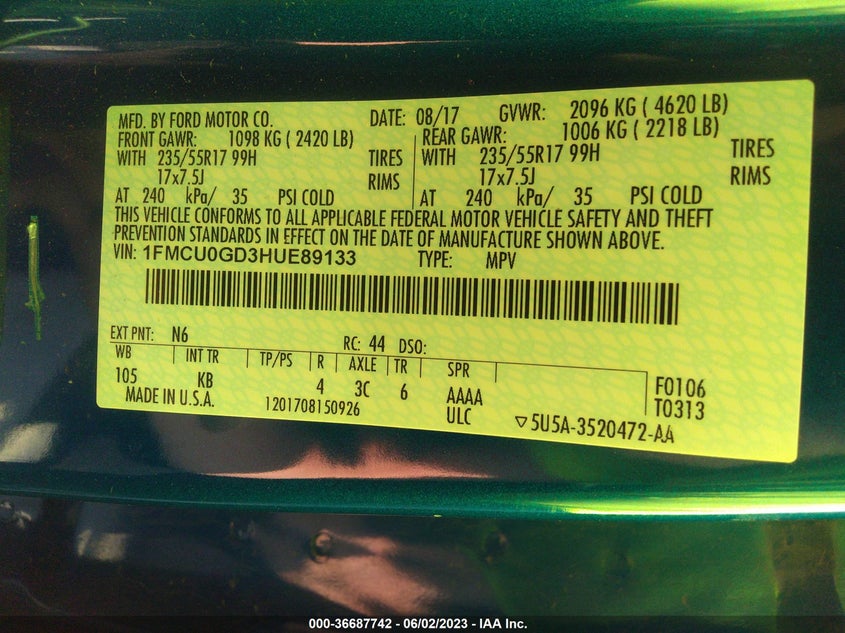 MFD. BY FORD MOTOR CO. DATE: 08/17 GVWR: 2096 KG ( 4620 LB)
FRONT GAWR: 1098 KG ( 2420 LB) REAR GAWR: 1006 KG ( 2218 LB)
WITH 235/55R17 99H TIRES WITH 235/55R17 99H TIRES
17x7.5J RIMS 17x7.5J RIMS
AT 240 kPa/ 35 PSI COLD AT 240 kPa/ 35 PSI COLD
THIS VEHICLE CONFORMS TO ALL APPLICABLE FEDERAL MOTOR VEHICLE SAFETY AND THEFT
PREVENTION STANDARDS IN EFFECT ON THE DATE OF MANUFACTURE SHOWN ABOVE.
VIN: 1FMCU0GD3HUE89133 TYPE: MPV
EXT PNT: N6 RC: 44 DSO:
WB INT TR TP/PS R AXLE TR SPR
105 KB 4 3C 6 AAAA F0106
MADE IN U.S.A. 1201708150926 ULC T0313
▽5U5A-3520472-AA
000-36687742 - 06/02/2023 - IAA Inc.